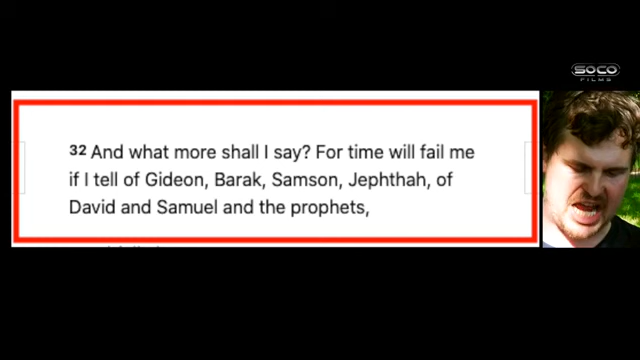 SOCO
FILMS
32 And what more shall I say? For time will fail me
if I tell of Gideon, Barak, Samson, Jephthah, of
David and Samuel and the prophets,